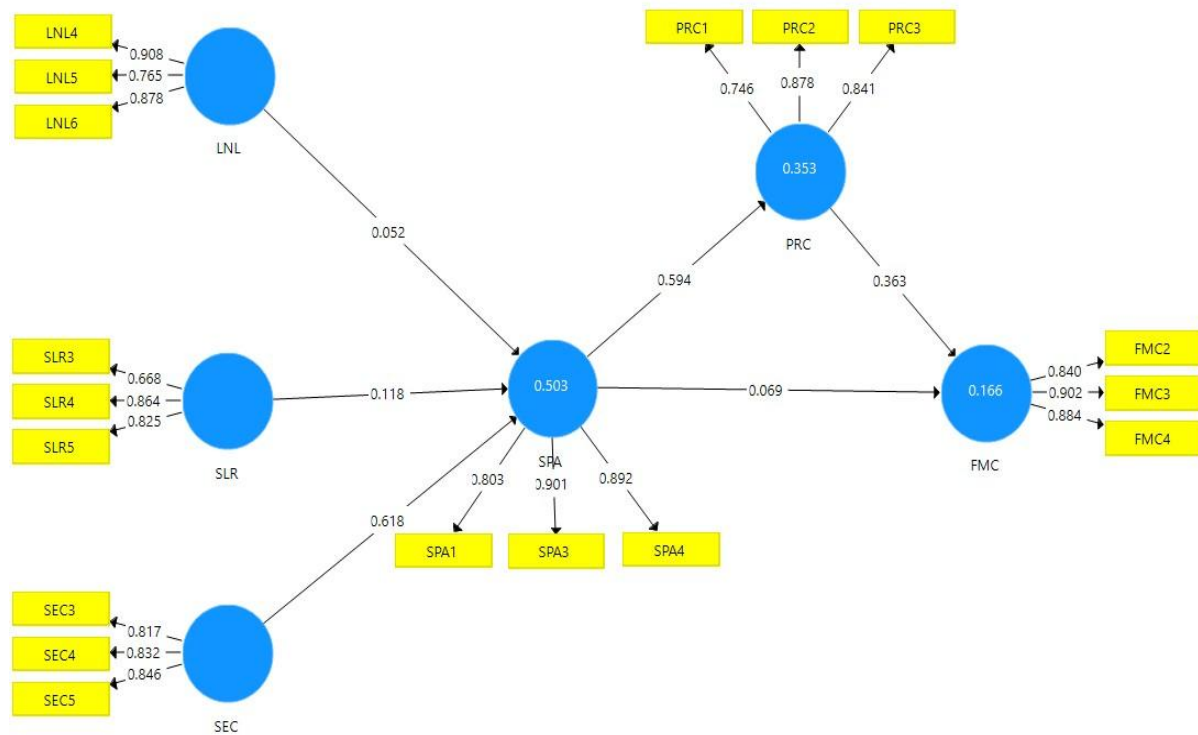 LNL4
0.908
LNL5
0.765
LNL6
0.878
LNL
PRC1
PRC2
PRC3
0.746
0.878
0.841
0.353
PRC
0.052
0.594
0.363
SLR3
0.668
SLR4
0.864
SLR5
0.825
SLR
0.118
0.503
SPA
0.069
0.166
FMC
0.840
FMC2
0.902
FMC3
0.884
FMC4
0.803
0.901
0.892
SPA1
SPA3
SPA4
0.618
SEC3
0.817
SEC4
0.832
SEC5
0.846
SEC